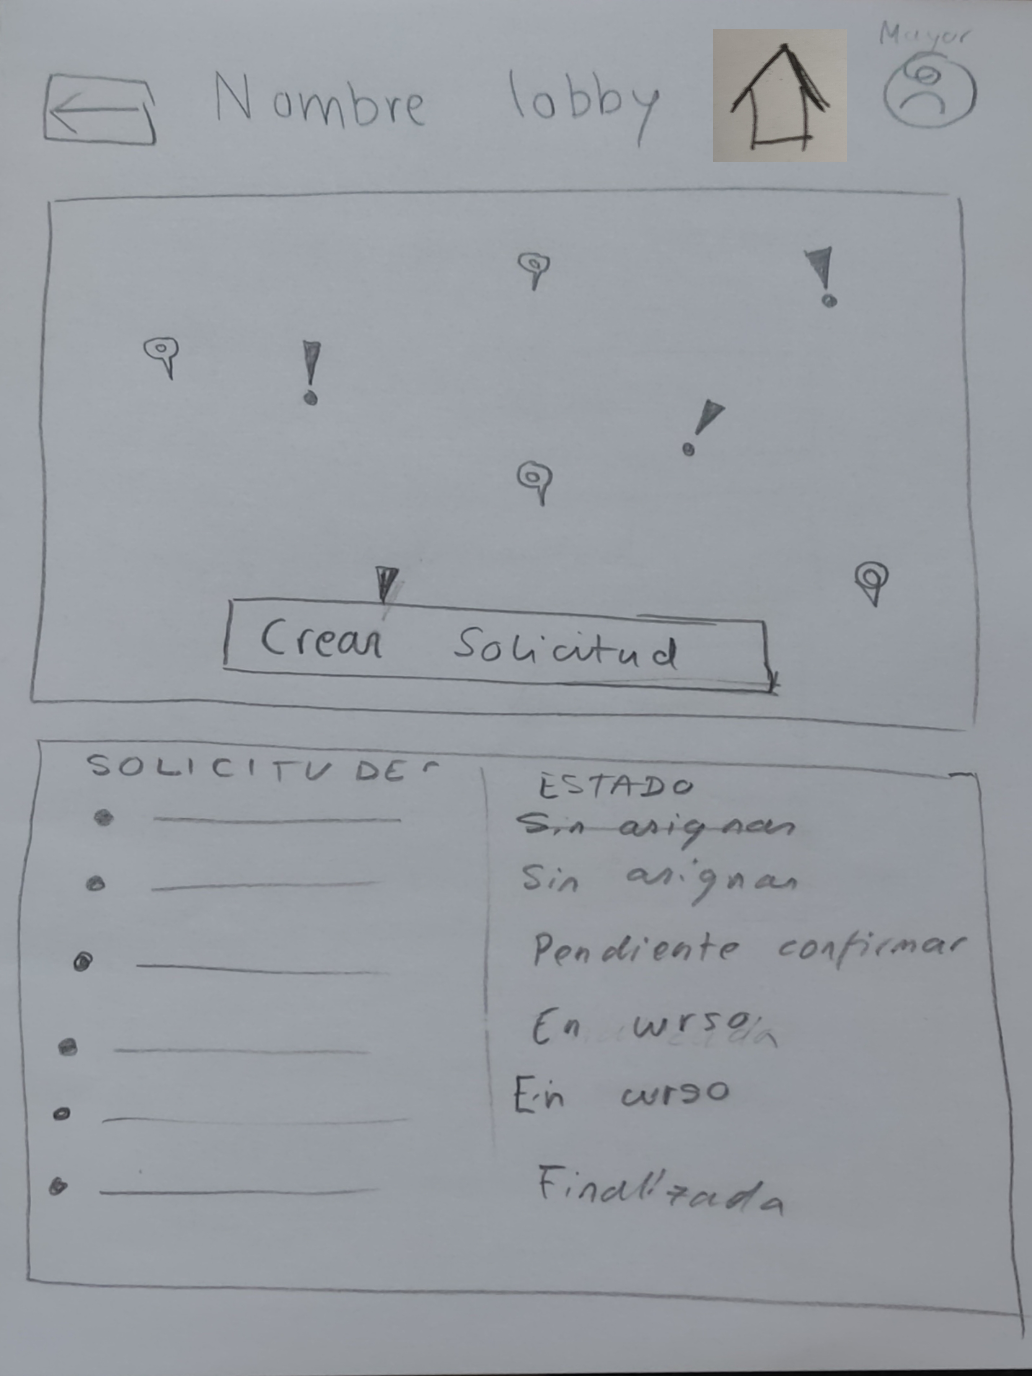 Mayor
Nombre lobby
Crear Solicitud
SOLICITUDES
ESTADO
Sin asignar
Sin asignar
Pendiente confirmar
En curso
En curso
Finalizada